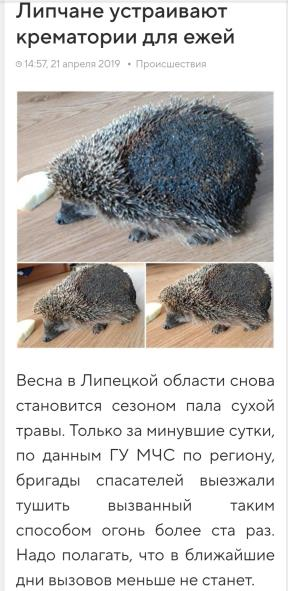 Липчане устраивают
крематории для ежей
14:57, 21 апреля 2019 • Происшествия
Весна в Липецкой области снова
становится сезоном пала сухой
травы. Только за минувшие сутки,
по данным ГУ МЧС по региону,
бригады спасателей выезжали
тушить вызванный таким
способом огонь более ста раз.
Надо полагать, что в ближайшие
дни вызовов меньше не станет.